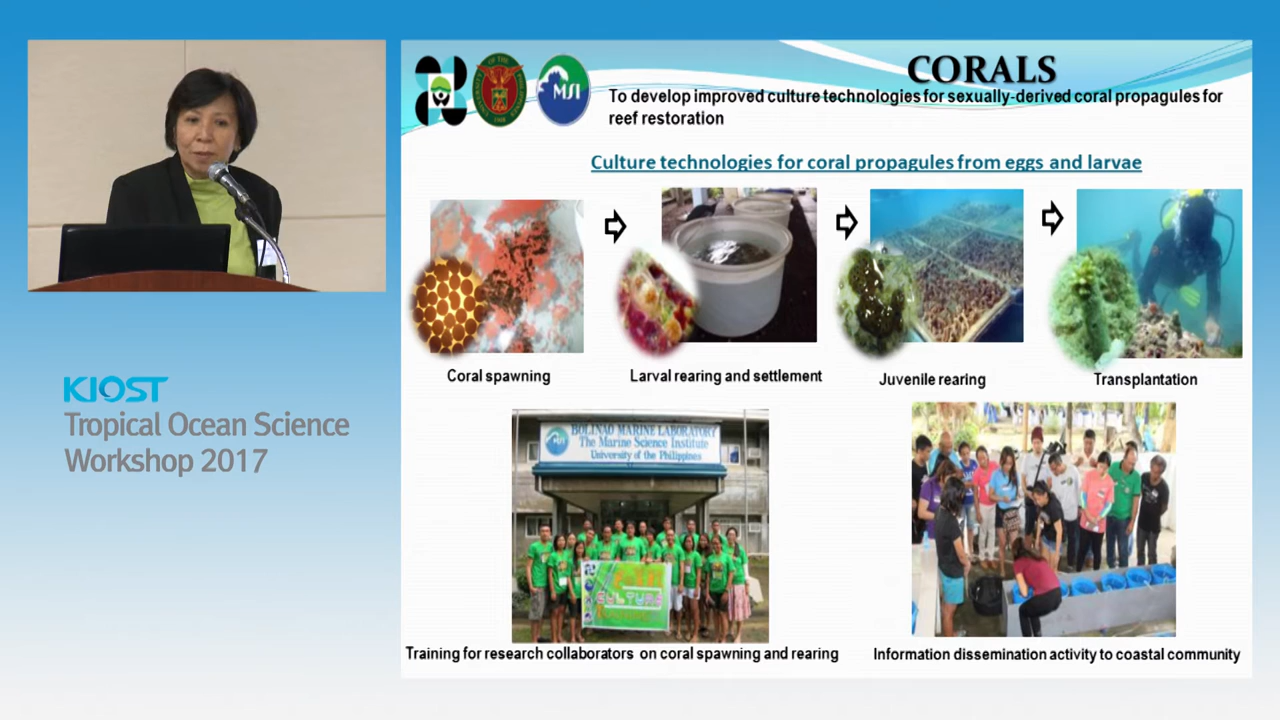 MSI
CORALS
To develop improved culture technologies for sexually-derived coral propagules for
reef restoration
Culture technologies for coral propagules from eggs and larvae
Coral spawning
Larval rearing and settlement
Juvenile rearing
Transplantation
KIOST
Tropical Ocean Science
Workshop 2017
BOLINAO MARINE LABORATORY
The Marine Science Institute
University of the Philippines
CULTURE
Training for research collaborators on coral spawning and rearing
Information dissemination activity to coastal community